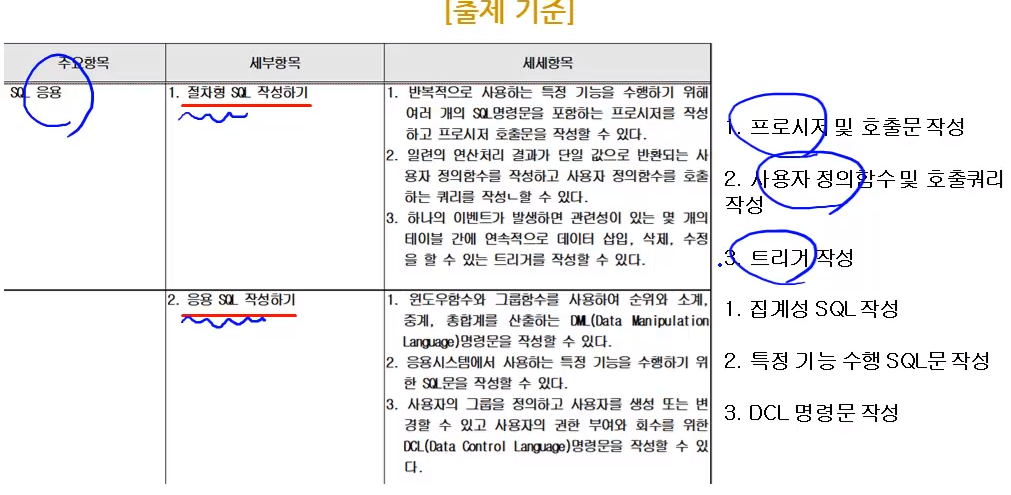 [출제 기준]
주요항목 세부항목 세세항목
SQL 응용
1. 절차형 SQL 작성하기
1. 반복적으로 사용하는 특정 기능을 수행하기 위해
여러 개의 SQL명령문을 포함하는 프로시저를 작성
하고 프로시저 호출문을 작성할 수 있다.
2. 일련의 연산처리 결과가 단일 값으로 반환되는 사
용자 정의함수를 작성하고 사용자 정의함수를 호출
하는 쿼리를 작성ㄴ할 수 있다.
3. 하나의 이벤트가 발생하면 관련성이 있는 몇 개의
테이블 간에 연속적으로 데이터 삽입, 삭제, 수정
을 할 수 있는 트리거를 작성할 수 있다.
1. 프로시저 및 호출문 작성
2. 사용자 정의함수 및 호출쿼리
작성
3. 트리거 작성
2. 응용 SQL 작성하기
1. 윈도우함수와 그룹함수를 사용하여 순위와 소계,
중계, 총합계를 산출하는 DML(Data Manipulation
Language)명령문을 작성할 수 있다.
2. 응용시스템에서 사용하는 특정 기능을 수행하기 위
한 SQL문을 작성할 수 있다.
3. 사용자의 그룹을 정의하고 사용자를 생성 또는 변
경할 수 있고 사용자의 권한 부여와 회수를 위한
DCL(Data Control Language)명령문을 작성할 수 있
다.
1. 집계성 SQL 작성
2. 특정 기능 수행 SQL문 작성
3. DCL 명령문 작성